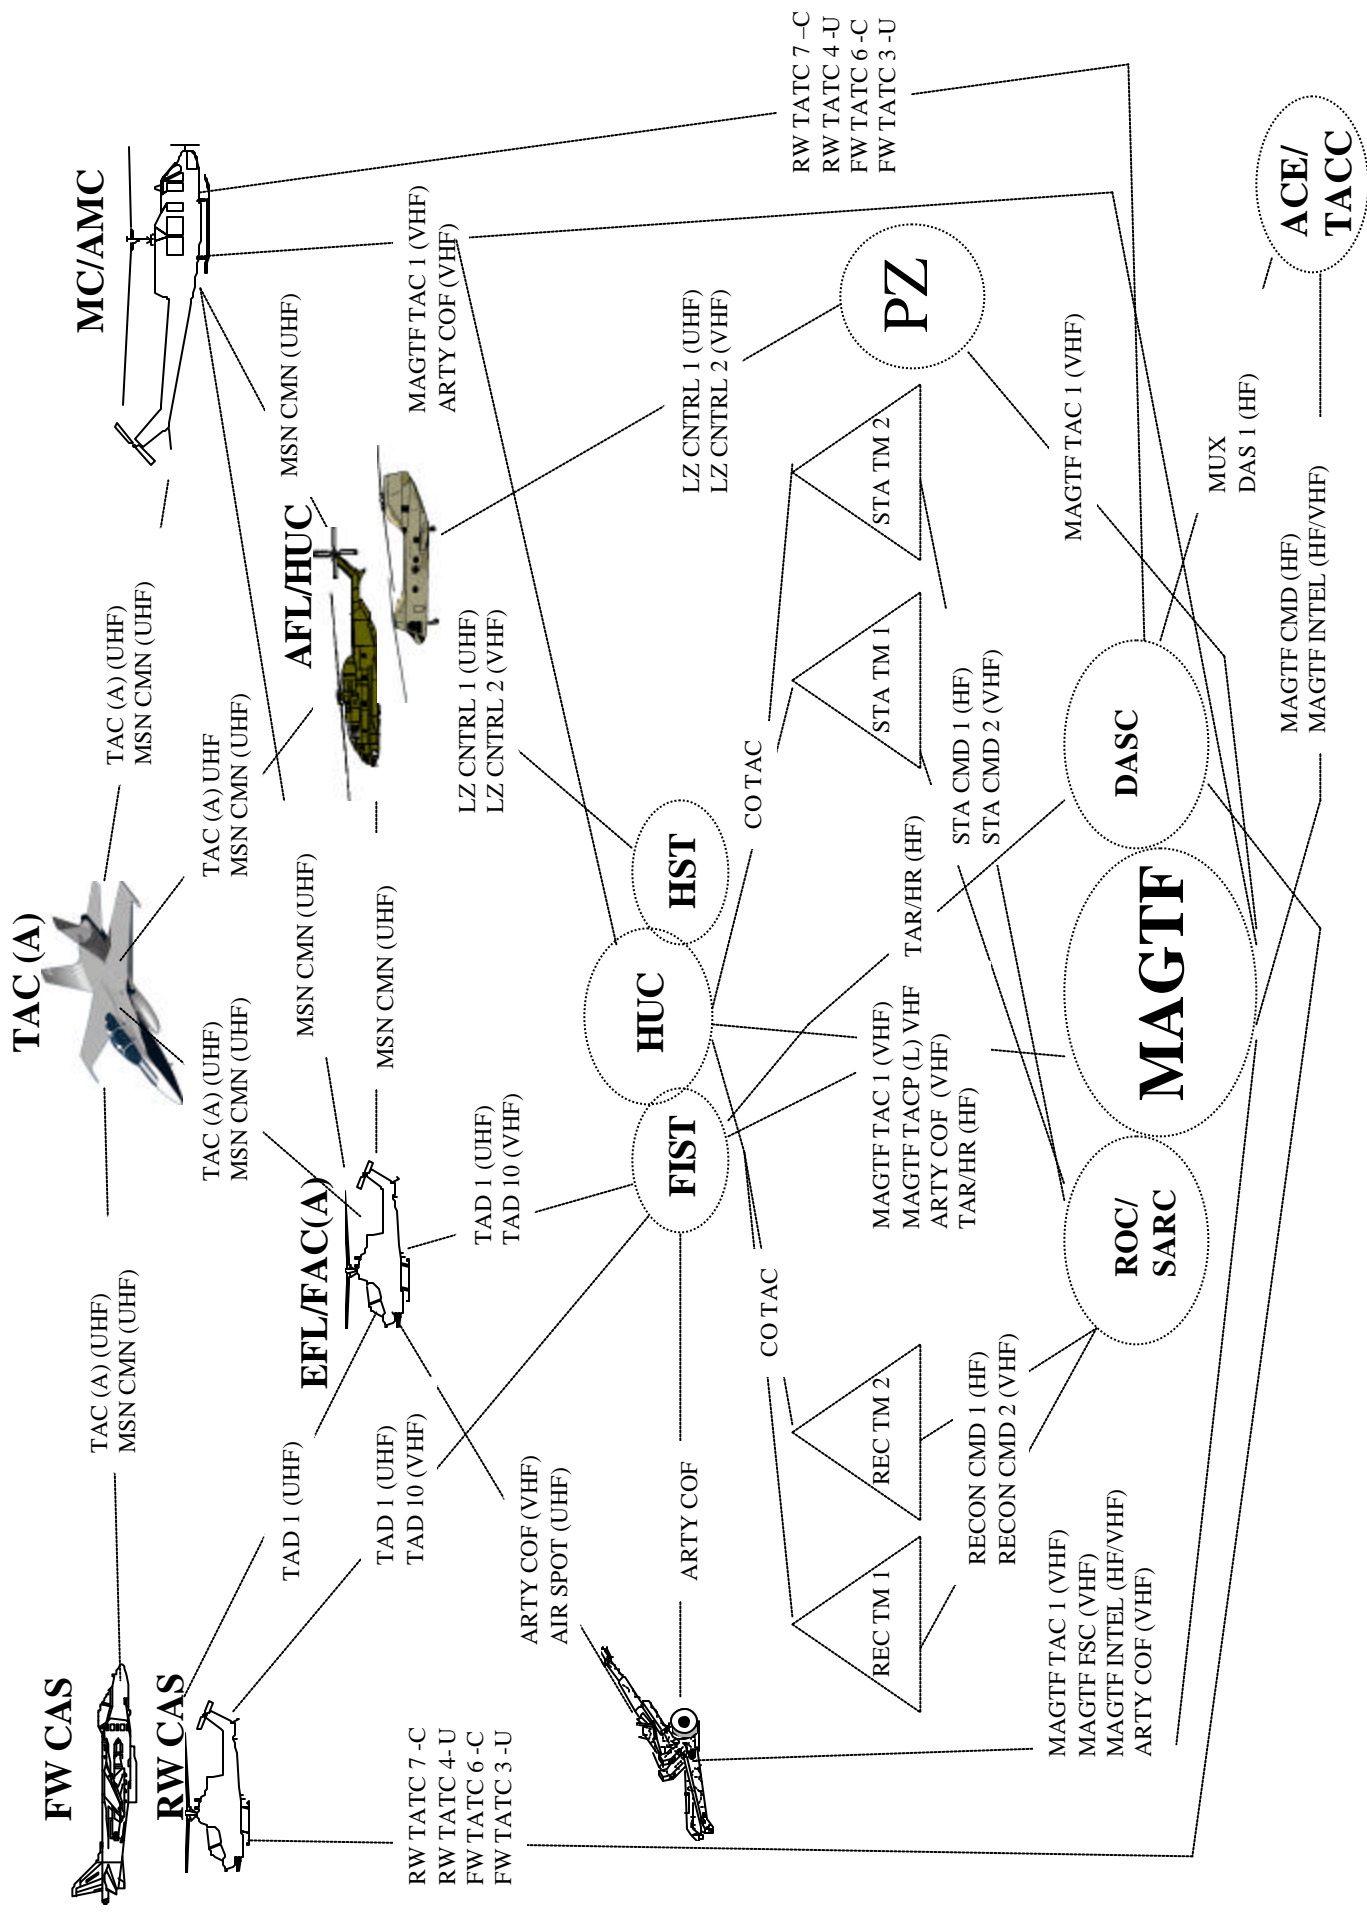 FW CAS
TAC (A) (UHF)
MSN CMN (UHF)
TAC (A)
TAC (A) (UHF)
MSN CMN (UHF)
MC/AMC
RW CAS
TAD 1 (UHF)
EFL/FAC(A)
TAC (A) (UHF)
MSN CMN (UHF)
TAC (A) UHF
MSN CMN (UHF)
MSN CMN (UHF)
MSN CMN (UHF)
AFL/HUC
MSN CMN (UHF)
RW TATC 7 -C
RW TATC 4- U
FW TATC 6 -C
FW TATC 3 -U
TAD 1 (UHF)
TAD 10 (VHF)
TAD 1 (UHF)
TAD 10 (VHF)
LZ CNTRL 1 (UHF)
LZ CNTRL 2 (VHF)
MAGTF TAC 1 (VHF)
ARTY COF (VHF)
ARTY COF (VHF)
AIR SPOT (UHF)
ARTY COF
FIST
HUC
HST
LZ CNTRL 1 (UHF)
LZ CNTRL 2 (VHF)
RW TATC 7 –C
RW TATC 4 -U
FW TATC 6 -C
FW TATC 3 -U
CO TAC
CO TAC
REC TM 1
REC TM 2
MAGTF TAC 1 (VHF)
MAGTF TACP (L) VHF
ARTY COF (VHF)
TAR/HR (HF)
TAR/HR (HF)
STA TM 1
STA TM 2
PZ
RECON CMD 1 (HF)
RECON CMD 2 (VHF)
STA CMD 1 (HF)
STA CMD 2 (VHF)
MAGTF TAC 1 (VHF)
MAGTF TAC 1 (VHF)
MAGTF FSC (VHF)
MAGTF INTEL (HF/VHF)
ARTY COF (VHF)
ROC/
SARC
MAGTF
DASC
MUX
DAS 1 (HF)
MAGTF CMD (HF)
MAGTF INTEL (HF/VHF)
ACE/
TACC